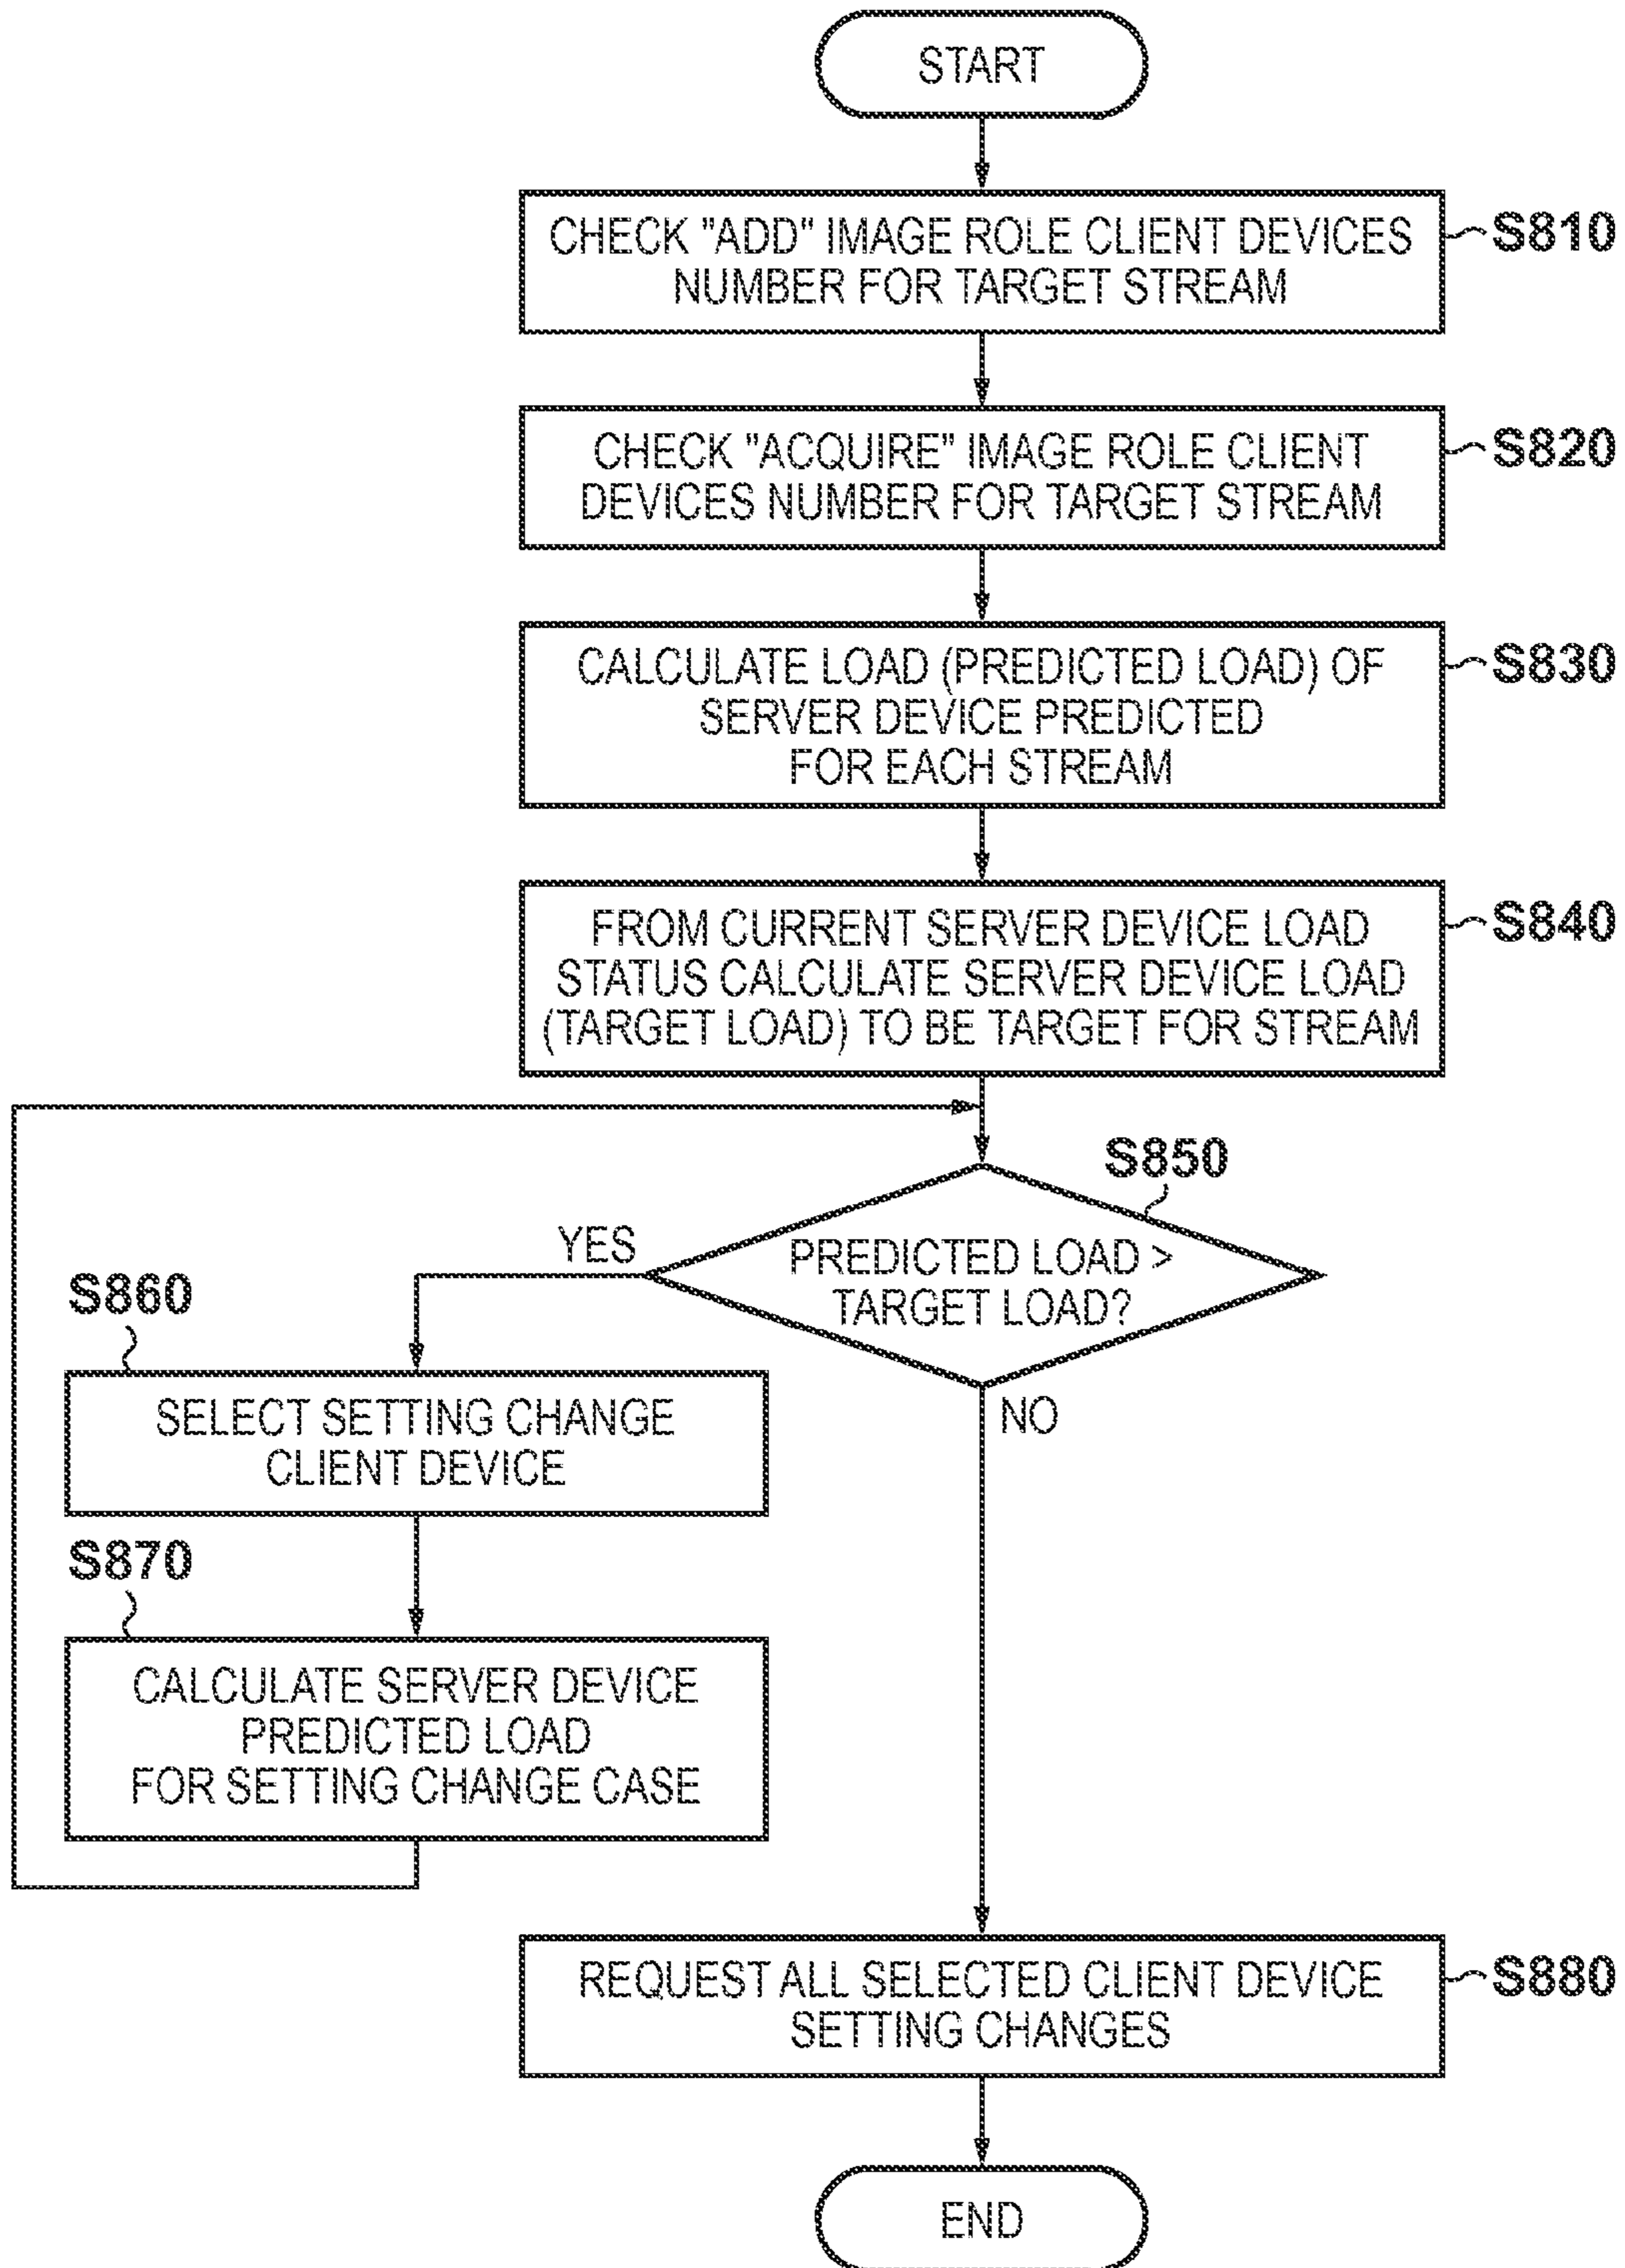 START
CHECK "ADD" IMAGE ROLE CLIENT DEVICES
NUMBER FOR TARGET STREAM
S810
CHECK "ACQUIRE" IMAGE ROLE CLIENT
DEVICES NUMBER FOR TARGET STREAM
S820
CALCULATE LOAD (PREDICTED LOAD) OF
SERVER DEVICE PREDICTED
FOR EACH STREAM
S830
FROM CURRENT SERVER DEVICE LOAD
STATUS CALCULATE SERVER DEVICE LOAD
(TARGET LOAD) TO BE TARGET FOR STREAM
S840
S850
PREDICTED LOAD >
TARGET LOAD?
YES
NO
S860
SELECT SETTING CHANGE
CLIENT DEVICE
S870
CALCULATE SERVER DEVICE
PREDICTED LOAD
FOR SETTING CHANGE CASE
REQUEST ALL SELECTED CLIENT DEVICE
SETTING CHANGES
S880
END